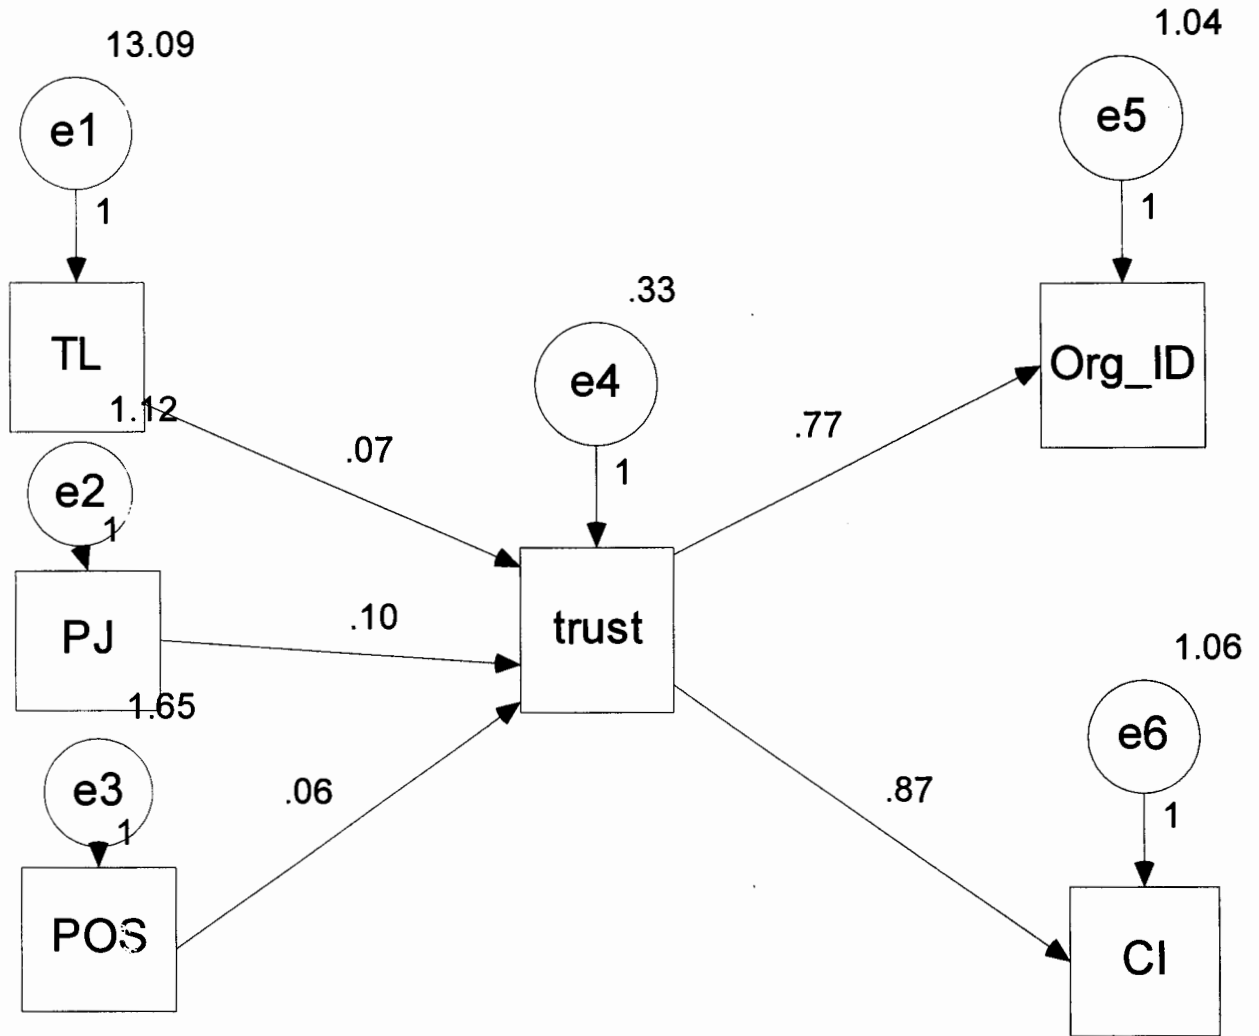 13.09
1.04
e1
e5
1
1
.33
TL
Org_ID
e4
1.12
.07
.77
1
e2
1
.10
trust
PJ
1.06
1.65
e6
e3
.06
.87
1
1
POS
CI